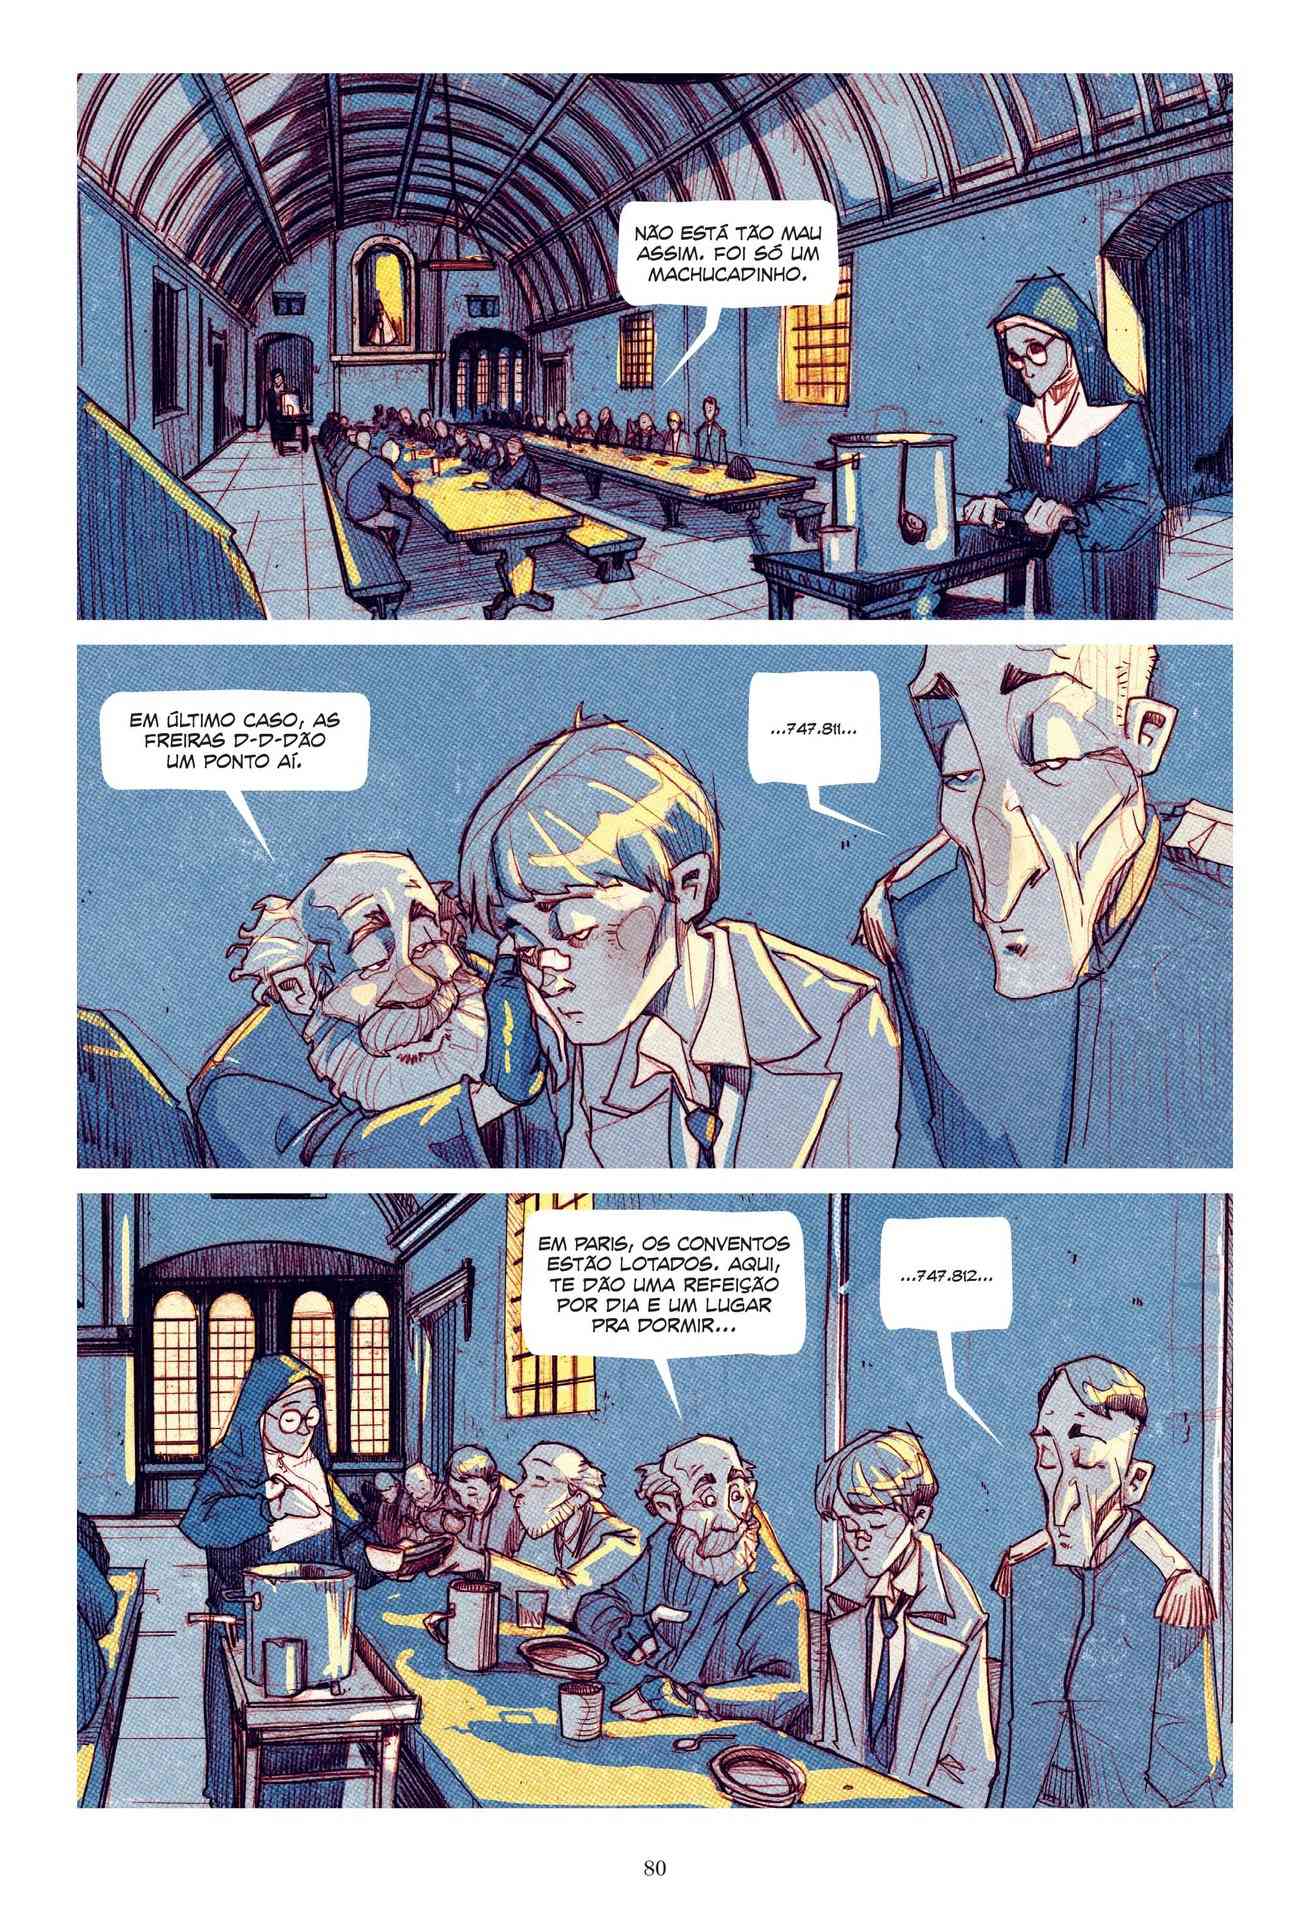 NÃO ESTÁ TÃO MAU
ASSIM. FOI SÓ UM
MACHUCADINHO.
EM ÚLTIMO CASO, AS
FREIRAS D-D-DÃO
UM PONTO AÍ.
...747.811...
EM PARIS, OS CONVENTOS
ESTÃO LOTADOS. AQUI,
TE DÃO UMA REFEIÇÃO
POR DIA E UM LUGAR
PRA DORMIR...
...747.812...
80